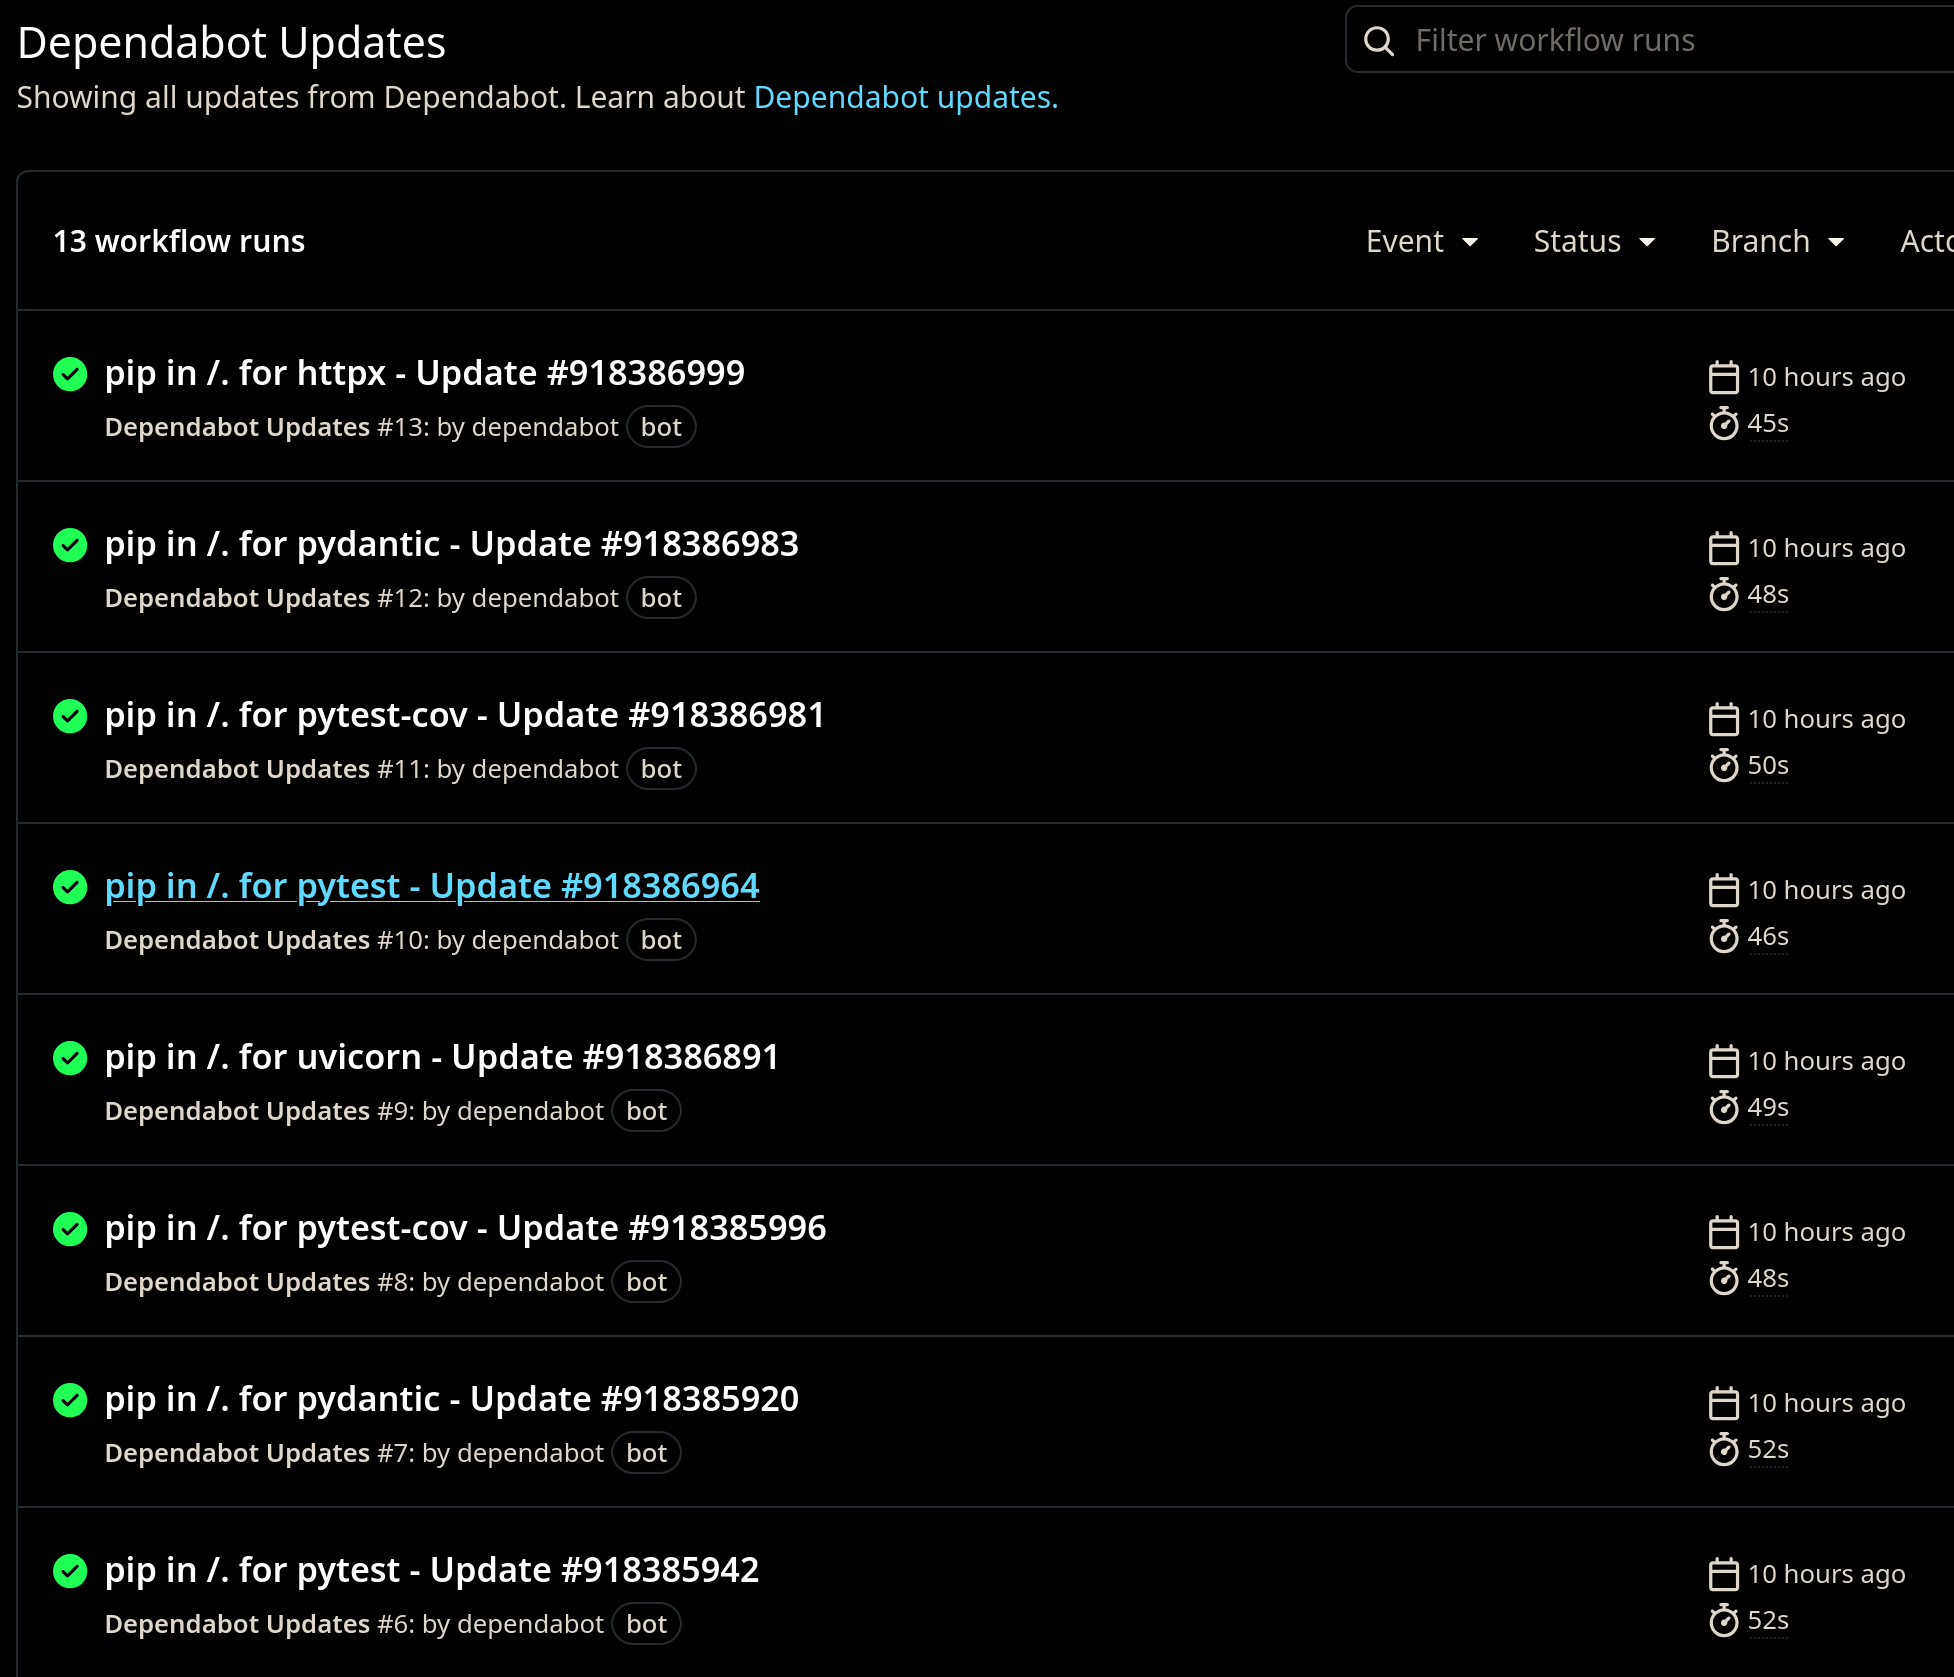 Dependabot Updates
Filter workflow runs
Showing all updates from Dependabot. Learn about Dependabot updates.
13 workflow runs
Event
Status
Branch
pip in /. for httpx - Update #918386999
Dependabot Updates #13: by dependabot bot
10 hours ago
45s
pip in /. for pydantic - Update #918386983
Dependabot Updates #12: by dependabot bot
10 hours ago
48s
pip in /. for pytest-cov - Update #918386981
Dependabot Updates #11: by dependabot bot
10 hours ago
50s
pip in /. for pytest - Update #918386964
Dependabot Updates #10: by dependabot bot
10 hours ago
46s
pip in /. for uvicorn - Update #918386891
Dependabot Updates #9: by dependabot bot
10 hours ago
49s
pip in /. for pytest-cov - Update #918385996
Dependabot Updates #8: by dependabot bot
10 hours ago
48s
pip in /. for pydantic - Update #918385920
Dependabot Updates #7: by dependabot bot
10 hours ago
52s
pip in /. for pytest - Update #918385942
Dependabot Updates #6: by dependabot bot
10 hours ago
52s